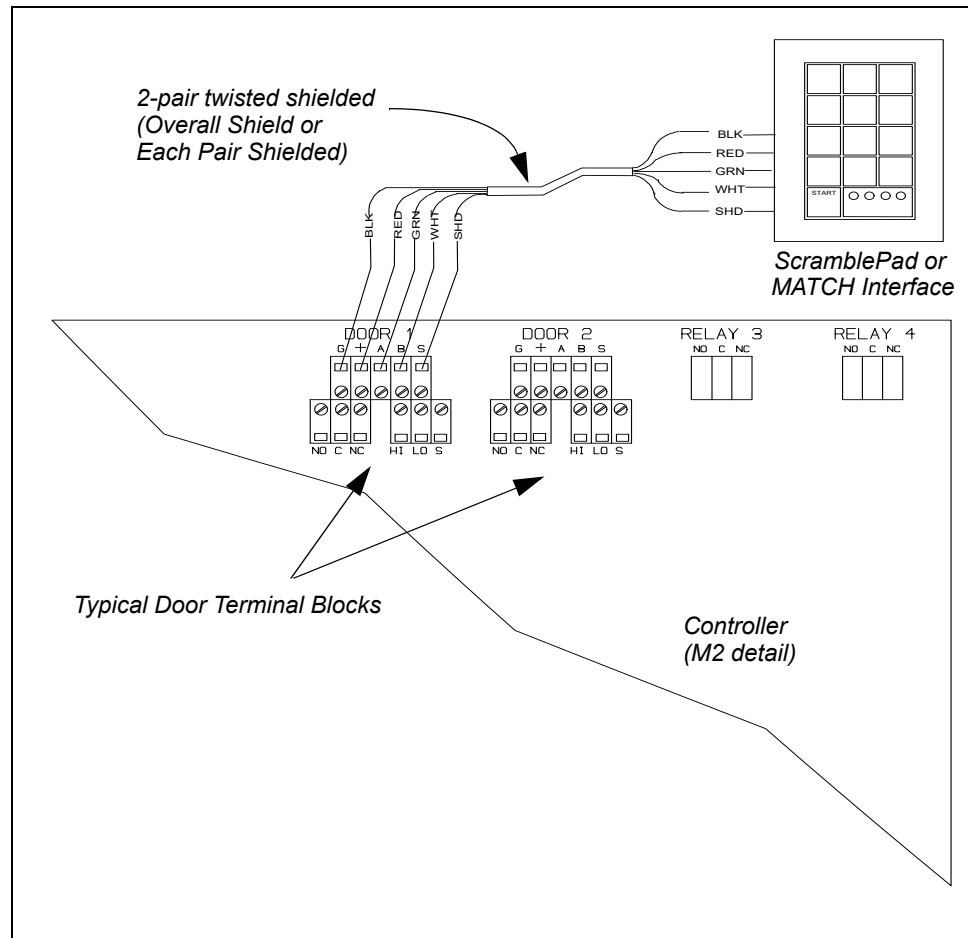 2-pair twisted shielded
(Overall Shield or
Each Pair Shielded)
BLK
RED
GRN
WHT
SHD
START
BLK
RED
GRN
WHT
SHD
ScramblePad or
MATCH Interface
DOOR 1
G + A B S
NO C NC HI LO S
DOOR 2
G + A B S
NO C NC HI LO S
RELAY 3
NO C NC
RELAY 4
NO C NC
Typical Door Terminal Blocks
Controller
(M2 detail)